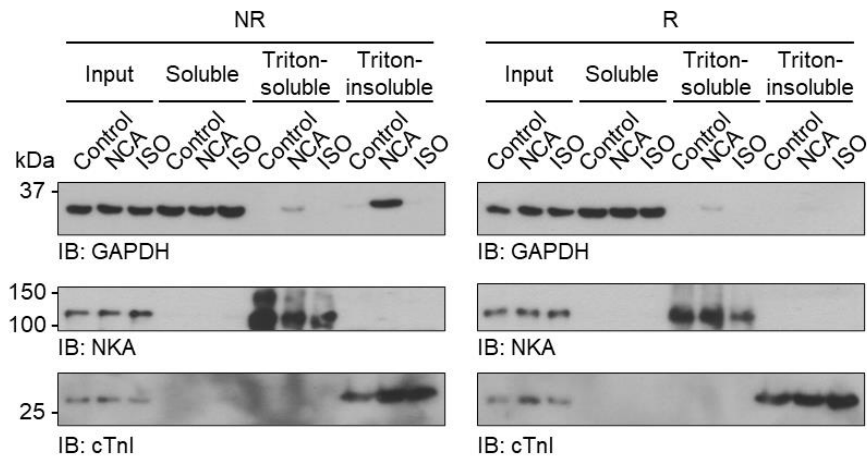 NR
Input Soluble Triton-soluble Triton-insoluble
Control NCA ISO Control NCA ISO Control NCA ISO Control NCA ISO
kDa
37
IB: GAPDH
150
100
IB: NKA
25
IB: cTnI
R
Input Soluble Triton-soluble Triton-insoluble
Control NCA ISO Control NCA ISO Control NCA ISO Control NCA ISO
IB: GAPDH
IB: NKA
IB: cTnI